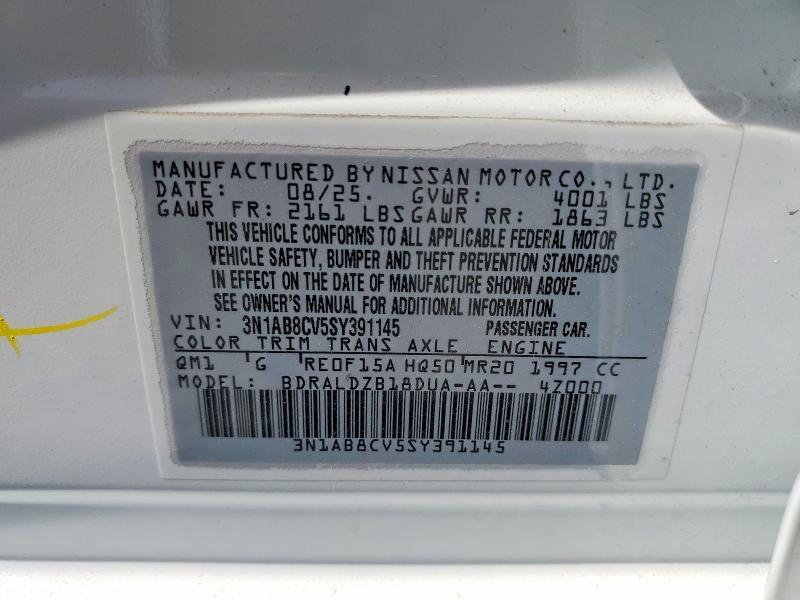 MANUFACTURED BY NISSAN MOTOR CO., LTD.
DATE: 08/25. GVWR: 4001 LBS
GAWR FR: 2161 LBS GAWR RR: 1863 LBS
THIS VEHICLE CONFORMS TO ALL APPLICABLE FEDERAL MOTOR
VEHICLE SAFETY, BUMPER AND THEFT PREVENTION STANDARDS
IN EFFECT ON THE DATE OF MANUFACTURE SHOWN ABOVE.
SEE OWNER'S MANUAL FOR ADDITIONAL INFORMATION.
VIN: 3N1AB8CV5SY391145 PASSENGER CAR.
COLOR TRIM TRANS AXLE ENGINE
QM1 G RE0F15A HQ50 MR20 1997 CC
MODEL: BDRALDZB18DUA-AA-- 4Z000
3N1AB8CV5SY391145